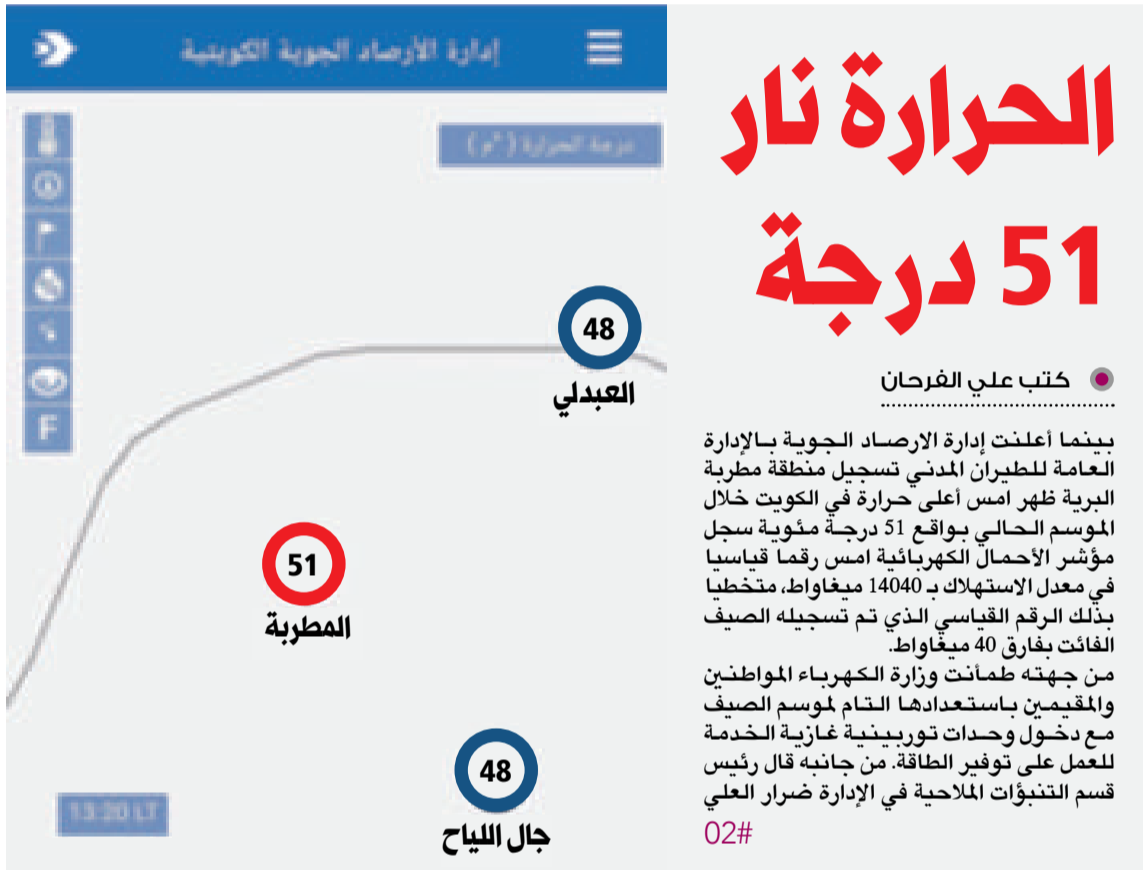 الحرارة نار
51 درجة
كتب علي الفرحان
بينما أعلنت إدارة الارصاد الجوية بالإدارة
العامة للطيران المدني تسجيل منطقة مطربة
البرية ظهر امس أعلى حرارة في الكويت خلال
الموسم الحالي بواقع 51 درجة مئوية سجل
مؤشر الأحمال الكهربائية امس رقما قياسيا
في معدل الاستهلاك بـ 14040 ميغاواط، متخطيا
بذلك الرقم القياسي الذي تم تسجيله الصيف
الفائت بفارق 40 ميغاواط.
من جهته طمأنت وزارة الكهرباء المواطنين
والمقيمين باستعدادها التام لموسم الصيف
مع دخول وحدات توربينية غازية الخدمة
للعمل على توفير الطاقة. من جانبه قال رئيس
قسم التنبؤات الملاحية في الإدارة ضرار العلي
02#
إدارة الأرصاد الجوية الكويتية
درجة الحرارة (°م)
F
48
العبدلي
51
المطربة
48
جال اللياح
13:20 LT